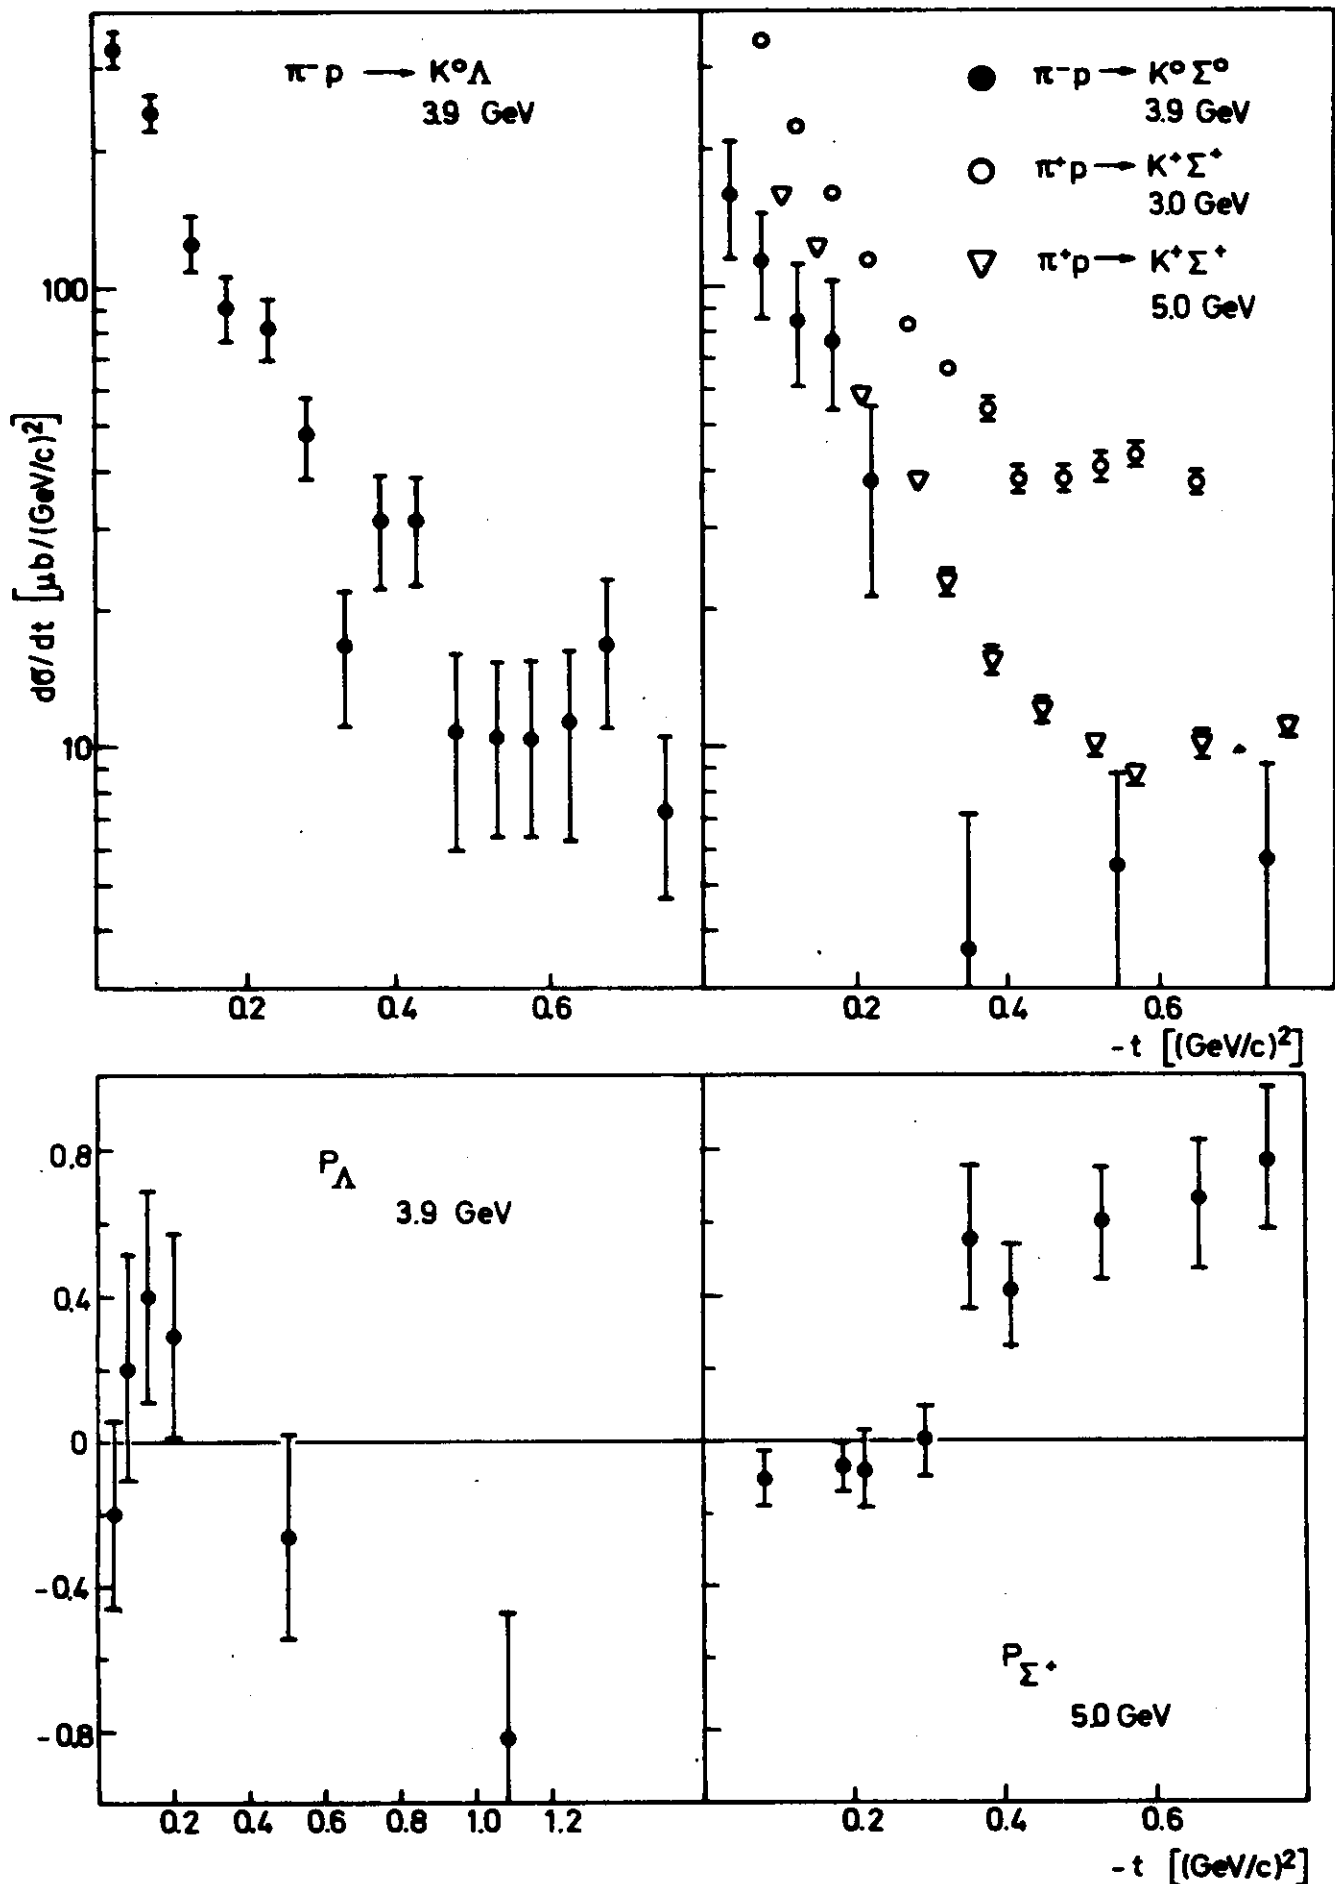 π⁻p → K⁰Λ
3.9 GeV
● π⁻p → K⁰Σ⁰
3.9 GeV
○ π⁺p → K⁺Σ⁺
3.0 GeV
▽ π⁺p → K⁺Σ⁺
5.0 GeV
dσ/dt [μb/(GeV/c)²]
100
10
0.2 0.4 0.6
0.2 0.4 0.6
-t [(GeV/c)²]
P_Λ
3.9 GeV
0.8
0.4
0
-0.4
-0.8
P_Σ⁺
5.0 GeV
0.2 0.4 0.6 0.8 1.0 1.2
0.2 0.4 0.6
-t [(GeV/c)²]